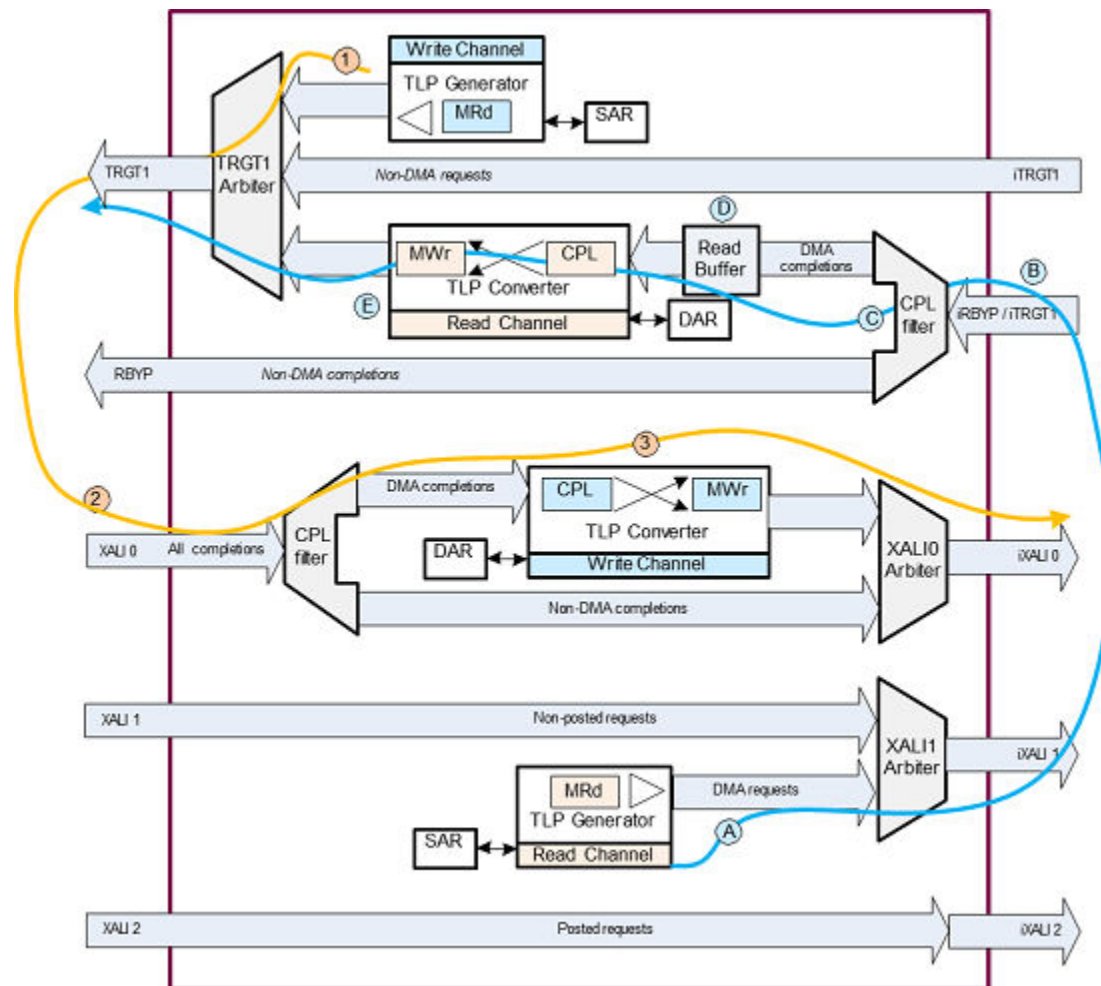 Write Channel
1
TLP Generator
MRd
SAR
TRGT1
TRGT1
Arbiter
Non-DMA requests
iTRGT1
D
MWr
CPL
Read
Buffer
DMA
completions
B
TLP Converter
E
Read Channel
DAR
C
CPL
filter
iRBYP / iTRGT1
RBYP
Non-DMA completions
3
2
DMA completions
CPL
MWr
TLP Converter
Write Channel
XALI 0
All completions
CPL
filter
DAR
XALI0
Arbiter
iXALI 0
Non-DMA completions
XALI 1
Non-posted requests
XALI1
Arbiter
iXALI 1
MRd
DMA requests
TLP Generator
SAR
Read Channel
A
XALI 2
Posted requests
iXALI 2